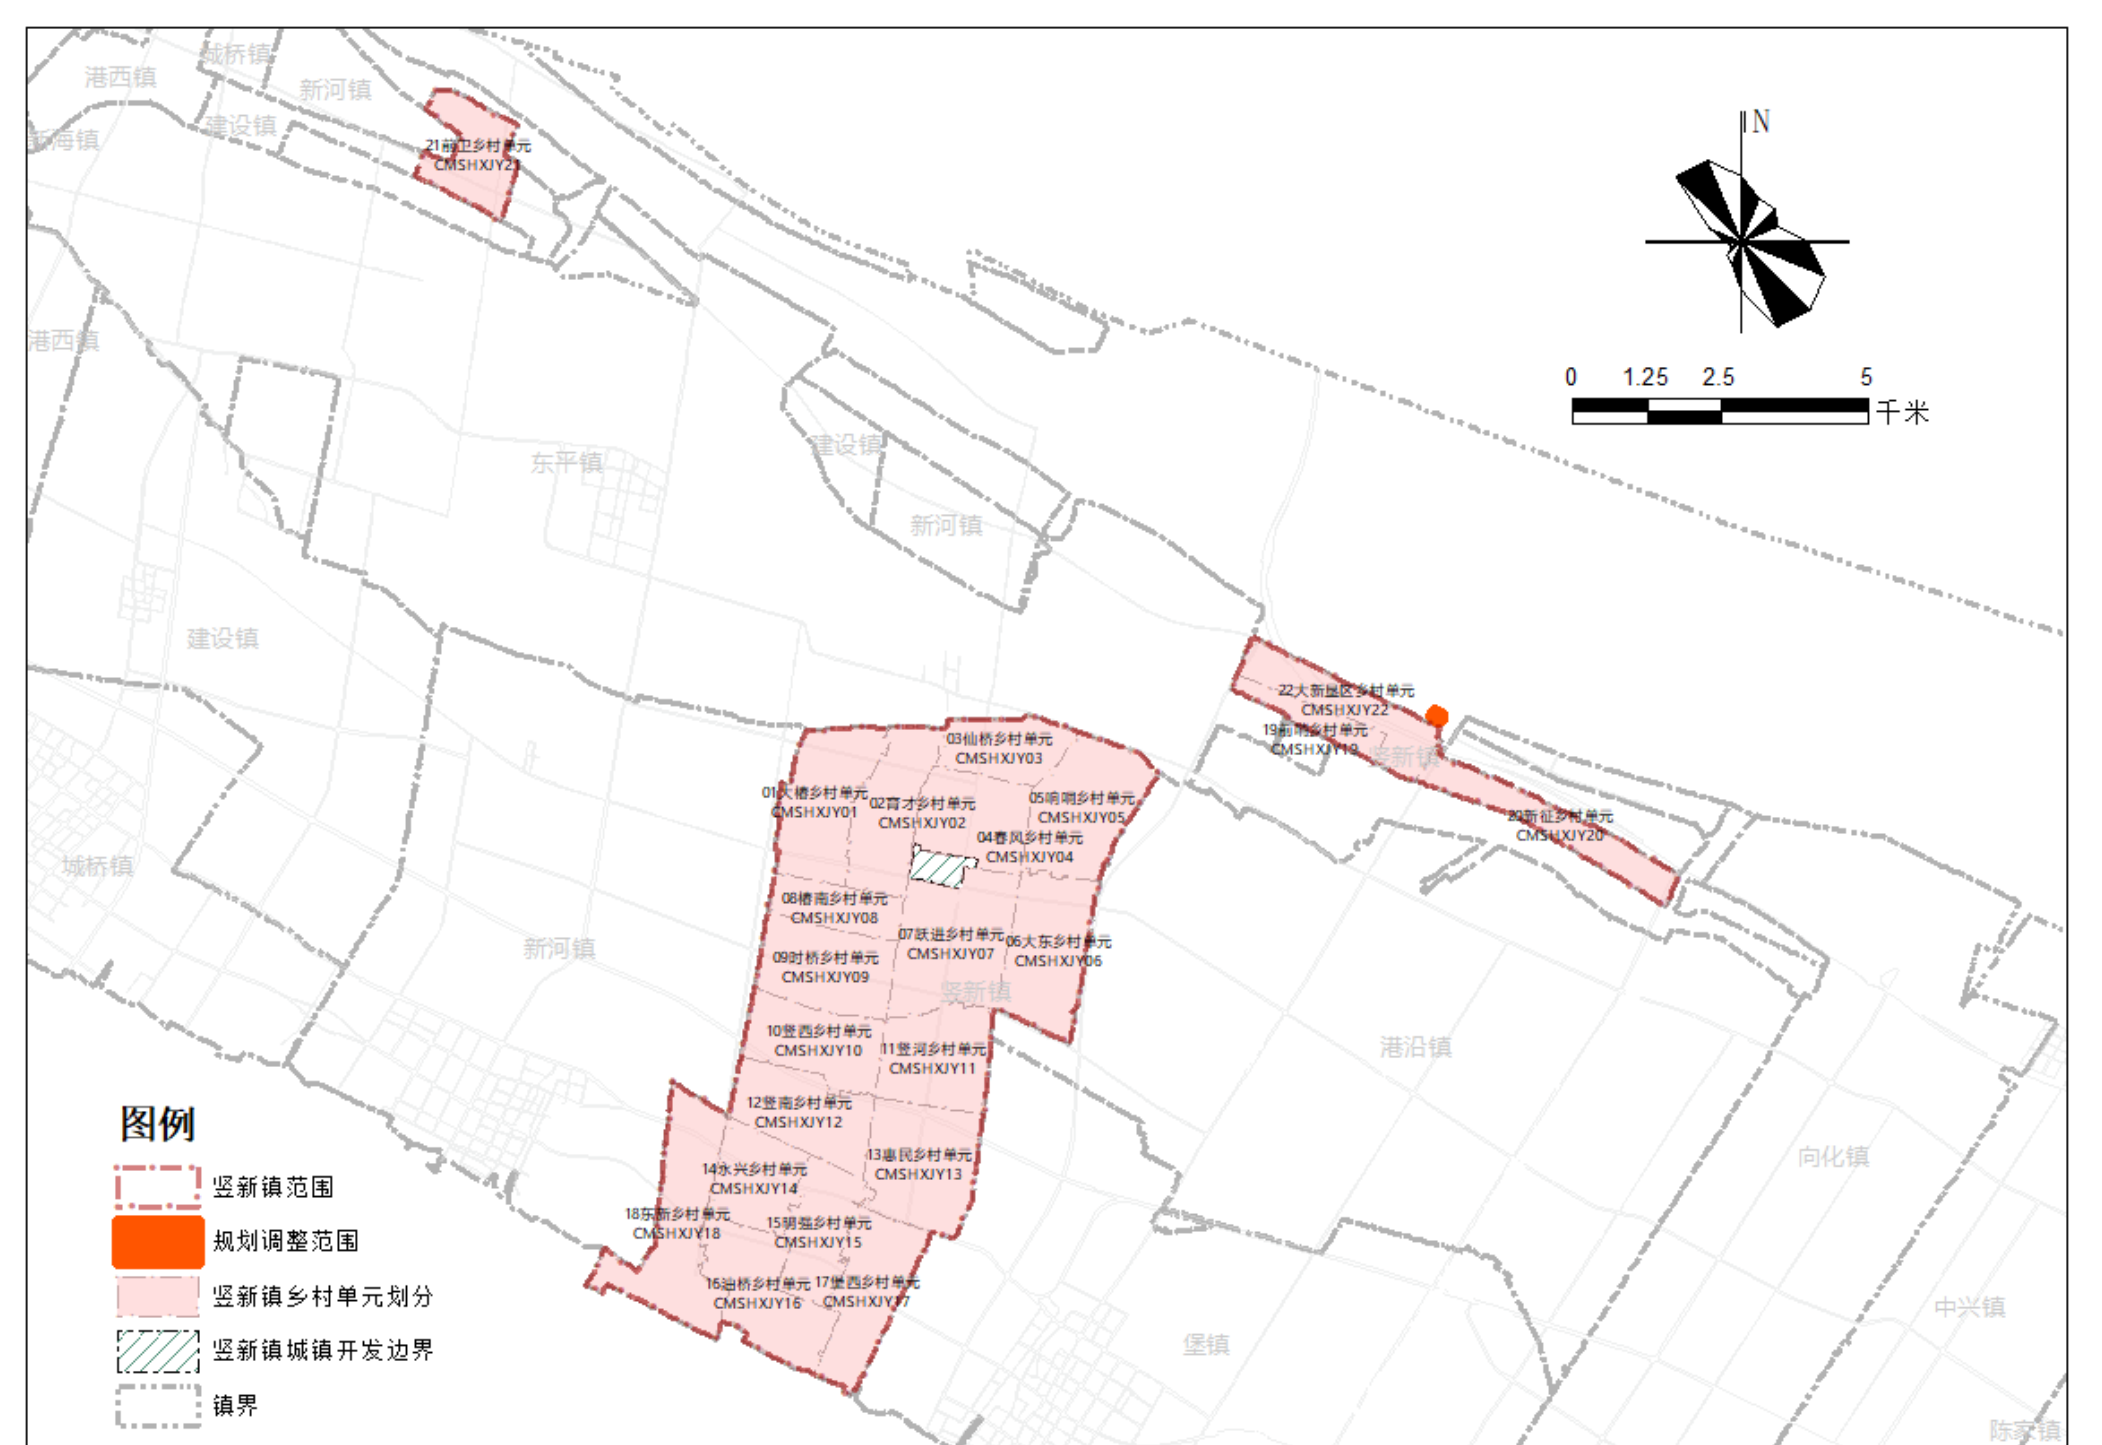 城桥镇
港西镇
新河镇
建设镇
新海镇
21前卫乡村单元
CMSHXJY21
N
港西镇
0 1.25 2.5 5
千米
东平镇
建设镇
新河镇
建设镇
22大新垦区乡村单元
CMSHXJY22
19前哨乡村单元
CMSHXJY19
竖新镇
20新征乡村单元
CMSHXJY20
03仙桥乡村单元
CMSHXJY03
01大椿乡村单元
CMSHXJY01
02育才乡村单元
CMSHXJY02
05响哃乡村单元
CMSHXJY05
04春风乡村单元
CMSHXJY04
城桥镇
08椿南乡村单元
CMSHXJY08
07跃进乡村单元
CMSHXJY07
06大东乡村单元
CMSHXJY06
新河镇
09时桥乡村单元
CMSHXJY09
竖新镇
10竖西乡村单元
CMSHXJY10
11竖河乡村单元
CMSHXJY11
港沿镇
12竖南乡村单元
CMSHXJY12
13惠民乡村单元
CMSHXJY13
向化镇
14永兴乡村单元
CMSHXJY14
18东新乡村单元
CMSHXJY18
15明强乡村单元
CMSHXJY15
16油桥乡村单元
CMSHXJY16
17堡西乡村单元
CMSHXJY17
中兴镇
堡镇
陈家镇
图例
竖新镇范围
规划调整范围
竖新镇乡村单元划分
竖新镇城镇开发边界
镇界